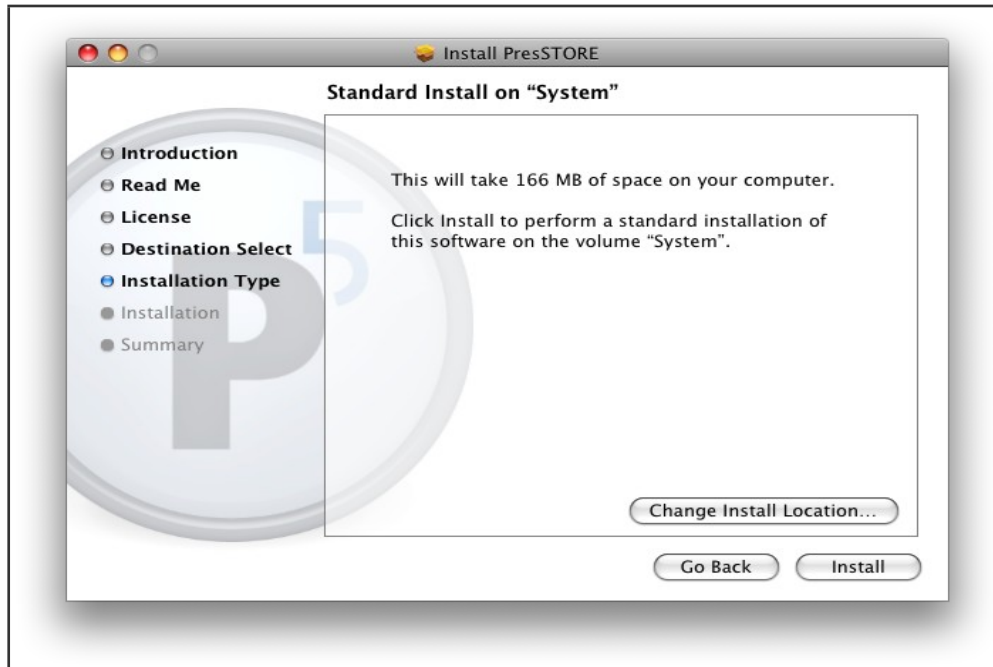 Install PresSTORE
Standard Install on “System”
Introduction
Read Me
License
Destination Select
Installation Type
Installation
Summary
P5
This will take 166 MB of space on your computer.
Click Install to perform a standard installation of
this software on the volume “System”.
Change Install Location...
Go Back
Install